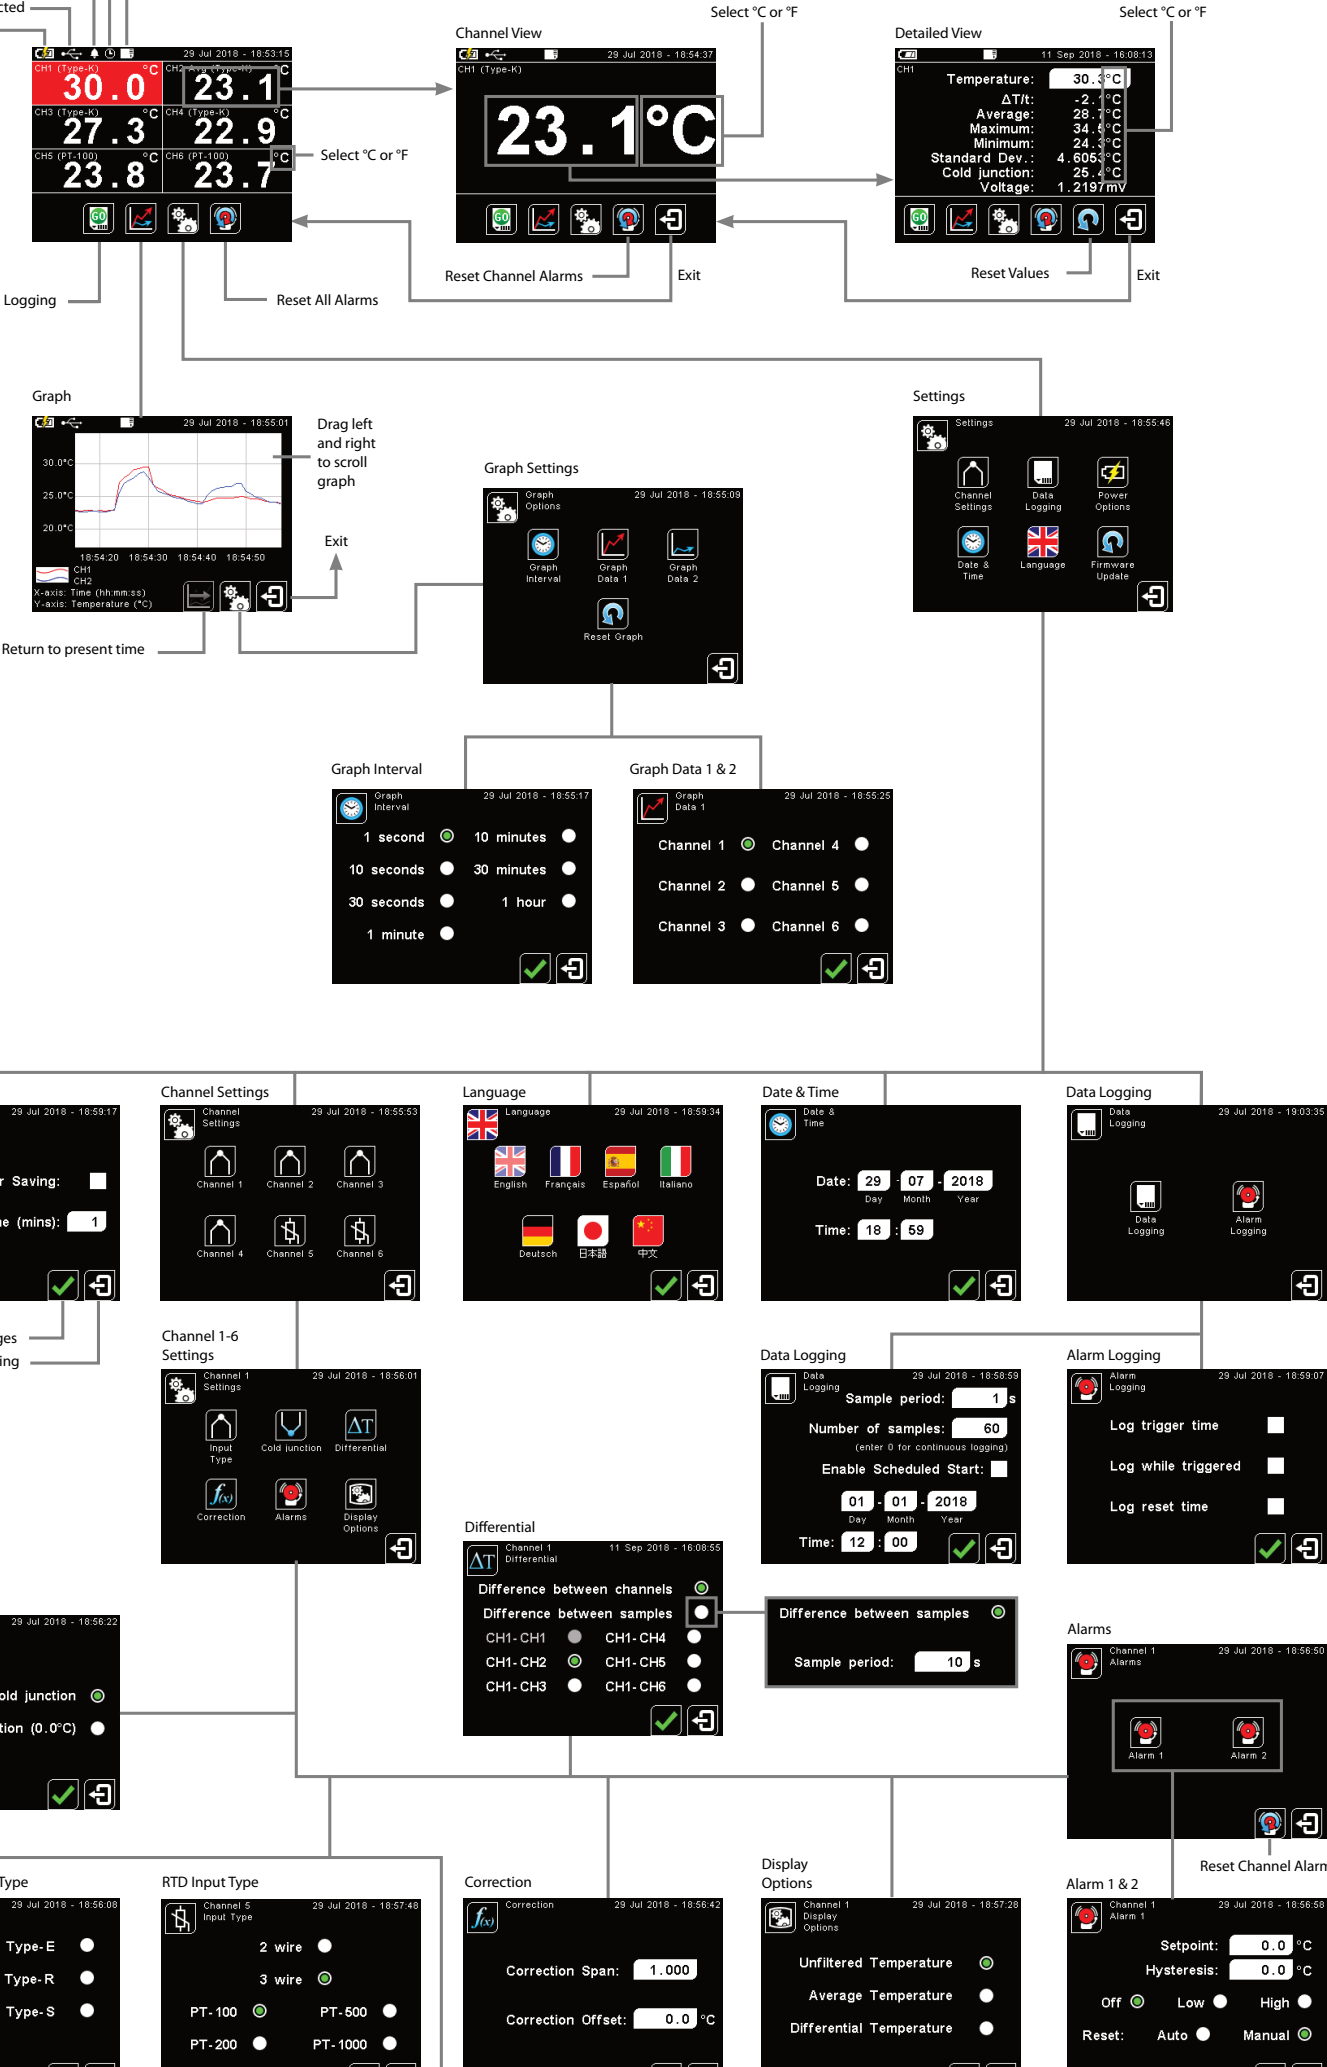 cted
Select °C or °F
Select °C or °F
Channel View
Detailed View
29 Jul 2018 - 18:53:15
CH1 (Type-K)
°C
30.0
CH2 Avg (Type-K)
°C
23.1
CH3 (Type-K)
°C
27.3
CH4 (Type-K)
22.9
CH5 (PT-100)
°C
23.8
CH6 (PT-100)
°C
23.7
GO
Select °C or °F
Logging
Reset All Alarms
29 Jul 2018 - 18:54:37
CH1 (Type-K)
23.1°C
GO
Reset Channel Alarms
Exit
11 Sep 2018 - 16:08:13
CH1
Temperature: 30.3°C
ΔT/t: -2.1°C
Average: 28.7°C
Maximum: 34.5°C
Minimum: 24.3°C
Standard Dev.: 4.6053°C
Cold junction: 25.4°C
Voltage: 1.2197mV
GO
Reset Values
Exit
Graph
29 Jul 2018 - 18:55:01
30.0°C
25.0°C
20.0°C
18:54:20 18:54:30 18:54:40 18:54:50
CH1
CH2
X-axis: Time (hh:mm:ss)
Y-axis: Temperature (°C)
Drag left
and right
to scroll
graph
Exit
Return to present time
Graph Settings
Graph
Options
29 Jul 2018 - 18:55:09
Graph
Interval
Graph
Data 1
Graph
Data 2
Reset Graph
Settings
Settings
29 Jul 2018 - 18:55:46
Channel
Settings
Data
Logging
Power
Options
Date &
Time
Language
Firmware
Update
Graph Interval
Graph
Interval
29 Jul 2018 - 18:55:17
1 second
10 minutes
10 seconds
30 minutes
30 seconds
1 hour
1 minute
Graph Data 1 & 2
Graph
Data 1
29 Jul 2018 - 18:55:25
Channel 1
Channel 4
Channel 2
Channel 5
Channel 3
Channel 6
29 Jul 2018 - 18:59:17
r Saving:
e (mins): 1
ges
ing
Channel Settings
Channel
Settings
29 Jul 2018 - 18:55:53
Channel 1
Channel 2
Channel 3
Channel 4
Channel 5
Channel 6
Language
Language
29 Jul 2018 - 18:59:34
English
Français
Español
Italiano
Deutsch
日本語
中文
Date & Time
Date &
Time
Date: 29 07 - 2018
Day Month Year
Time: 18 : 59
Data Logging
Data
Logging
29 Jul 2018 - 19:03:35
Data
Logging
Alarm
Logging
Channel 1-6
Settings
Channel 1
Settings
29 Jul 2018 - 18:56:01
Input
Type
Cold junction
ΔT
Differential
f(x)
Correction
Alarms
Display
Options
Data Logging
Data
Logging
29 Jul 2018 - 18:58:59
Sample period: 1 s
Number of samples: 60
(enter 0 for continuous logging)
Enable Scheduled Start:
01 - 01 - 2018
Day Month Year
Time: 12 : 00
Alarm Logging
Alarm
Logging
29 Jul 2018 - 18:59:07
Log trigger time
Log while triggered
Log reset time
Differential
ΔT
Channel 1
Differential
11 Sep 2018 - 16:08:55
Difference between channels
Difference between samples
CH1-CH1
CH1-CH4
CH1-CH2
CH1-CH5
CH1-CH3
CH1-CH6
Difference between samples
Sample period: 10 s
29 Jul 2018 - 18:56:22
old junction
tion (0.0°C)
Alarms
Channel 1
Alarms
29 Jul 2018 - 18:56:50
Alarm 1
Alarm 2
Reset Channel Alarm
Type
29 Jul 2018 - 18:56:08
Type-E
Type-R
Type-S
RTD Input Type
Channel 5
Input Type
29 Jul 2018 - 18:57:48
2 wire
3 wire
PT-100
PT-500
PT-200
PT-1000
Correction
f(x)
Correction
29 Jul 2018 - 18:56:42
Correction Span: 1.000
Correction Offset: 0.0 °C
Display
Options
Channel 1
Display
Options
29 Jul 2018 - 18:57:28
Unfiltered Temperature
Average Temperature
Differential Temperature
Alarm 1 & 2
Channel 1
Alarm 1
29 Jul 2018 - 18:56:58
Setpoint: 0.0 °C
Hysteresis: 0.0 °C
Off
Low
High
Reset:
Auto
Manual